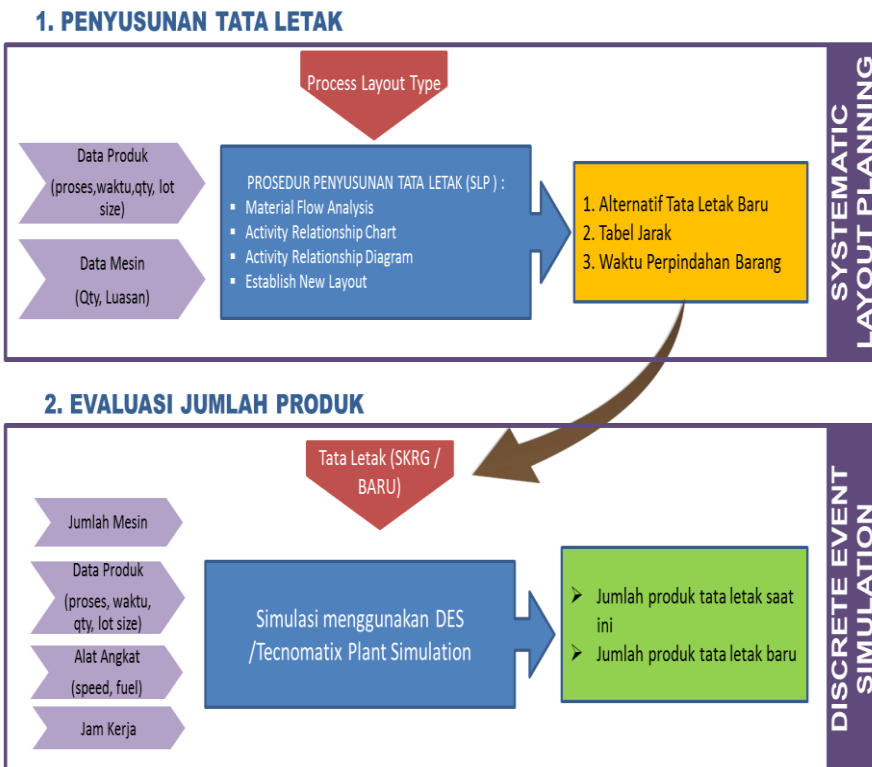 1. PENYUSUNAN TATA LETAK
Process Layout Type
Data Produk
(proses,waktu,qty, lot
size)
Data Mesin
(Qty, Luasan)
PROSEDUR PENYUSUNAN TATA LETAK (SLP ) :
▪ Material Flow Analysis
▪ Activity Relationship Chart
▪ Activity Relationship Diagram
▪ Establish New Layout
1. Alternatif Tata Letak Baru
2. Tabel Jarak
3. Waktu Perpindahan Barang
SYSTEMATIC
LAYOUT PLANNING
2. EVALUASI JUMLAH PRODUK
Tata Letak (SKRG /
BARU)
Jumlah Mesin
Data Produk
(proses, waktu,
qty, lot size)
Alat Angkat
(speed, fuel)
Jam Kerja
Simulasi menggunakan DES
/Tecnomatix Plant Simulation
➢ Jumlah produk tata letak saat
ini
➢ Jumlah produk tata letak baru
DISCRETE EVENT
SIMULATION